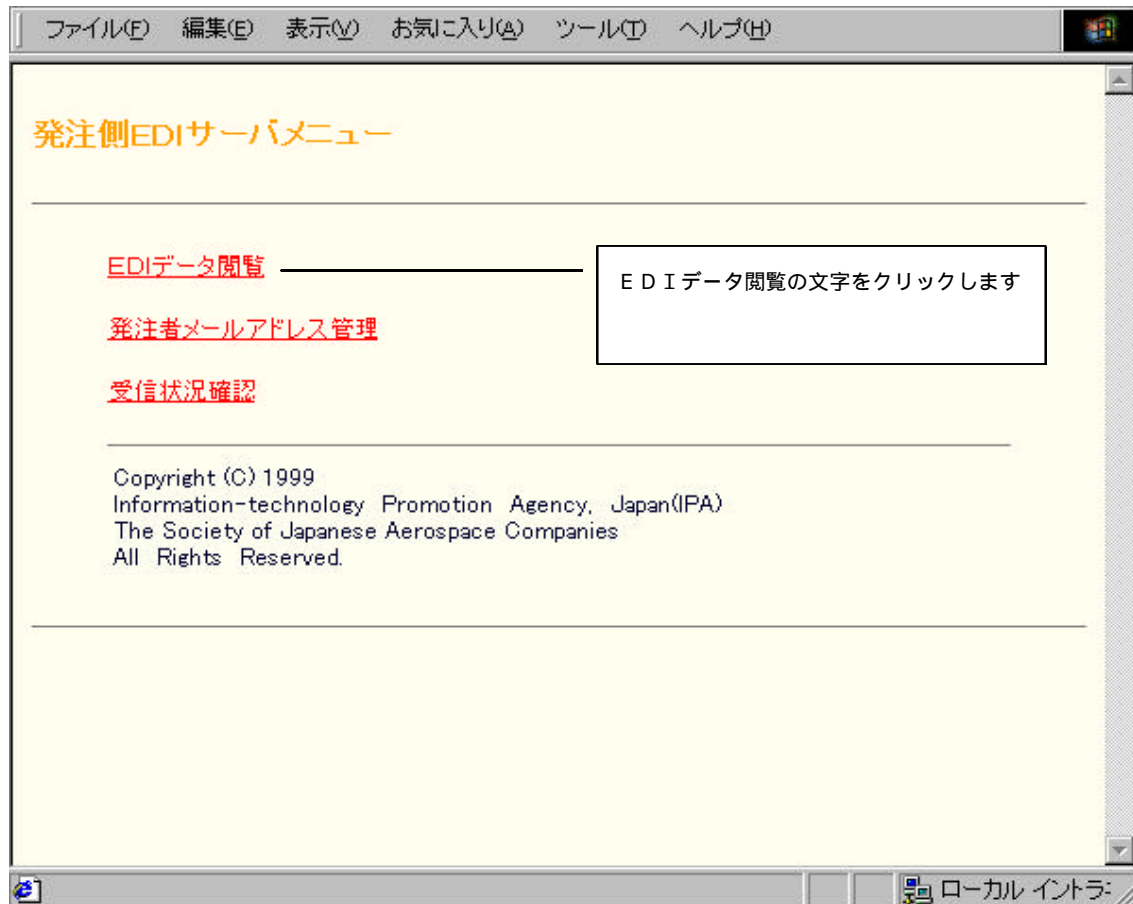 ファイル(F) 編集(E) 表示(V) お気に入り(A) ツール(T) ヘルプ(H)
発注側EDIサーバメニュー
EDIデータ閲覧
ＥＤＩデータ閲覧の文字をクリックします
発注者メールアドレス管理
受信状況確認
Copyright (C) 1999
Information-technology Promotion Agency, Japan(IPA)
The Society of Japanese Aerospace Companies
All Rights Reserved.
ローカル イントラ